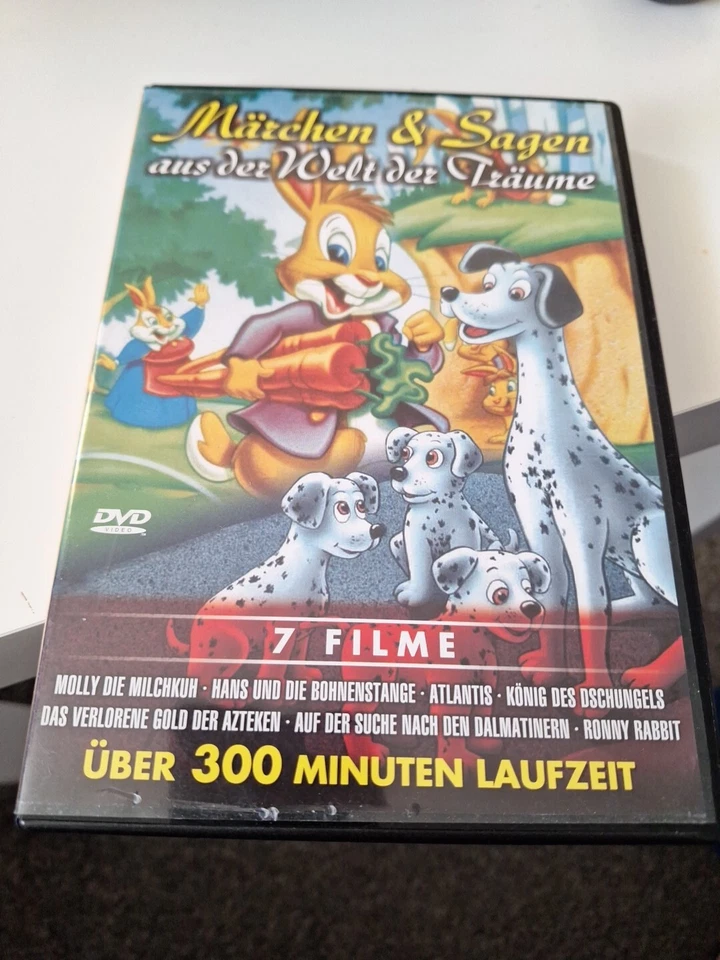 Märchen & Sagen
aus der Welt der Träume
DVD
VIDEO
7 FILME
MOLLY DIE MILCHKUH · HANS UND DIE BOHNENSTANGE · ATLANTIS · KÖNIG DES DSCHUNGELS
DAS VERLORENE GOLD DER AZTEKEN · AUF DER SUCHE NACH DEN DALMATINERN · RONNY RABBIT
ÜBER 300 MINUTEN LAUFZEIT